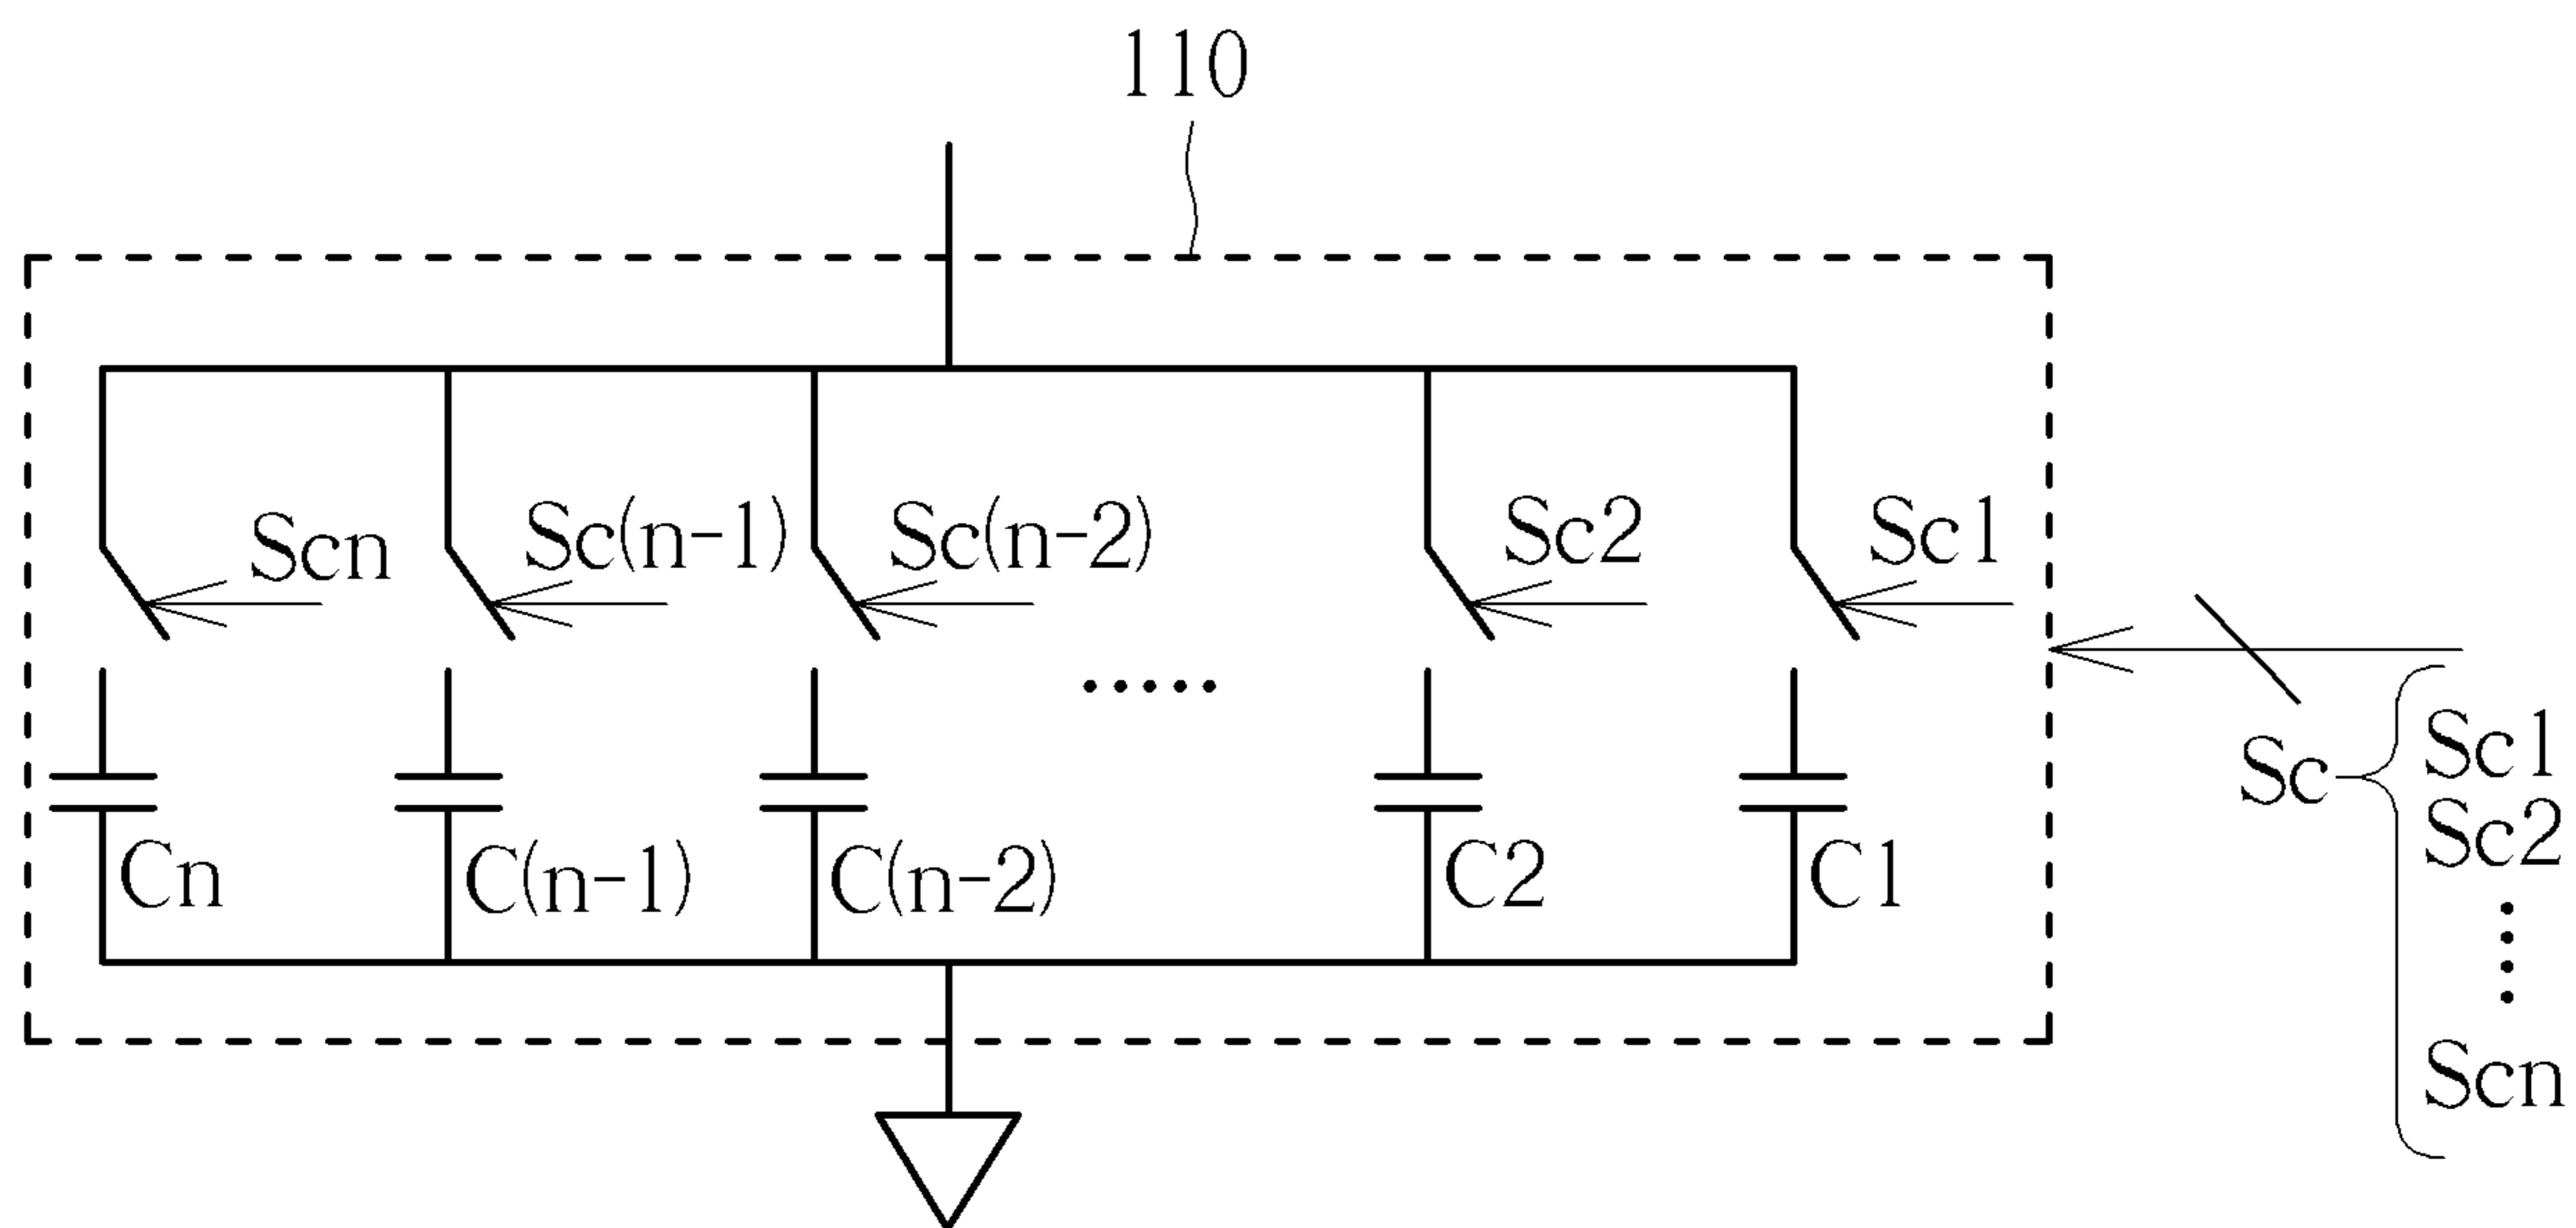 110
Scn
Sc(n-1)
Sc(n-2)
Sc2
Sc1
Cn
C(n-1)
C(n-2)
C2
C1
Sc
Sc1
Sc2
Scn